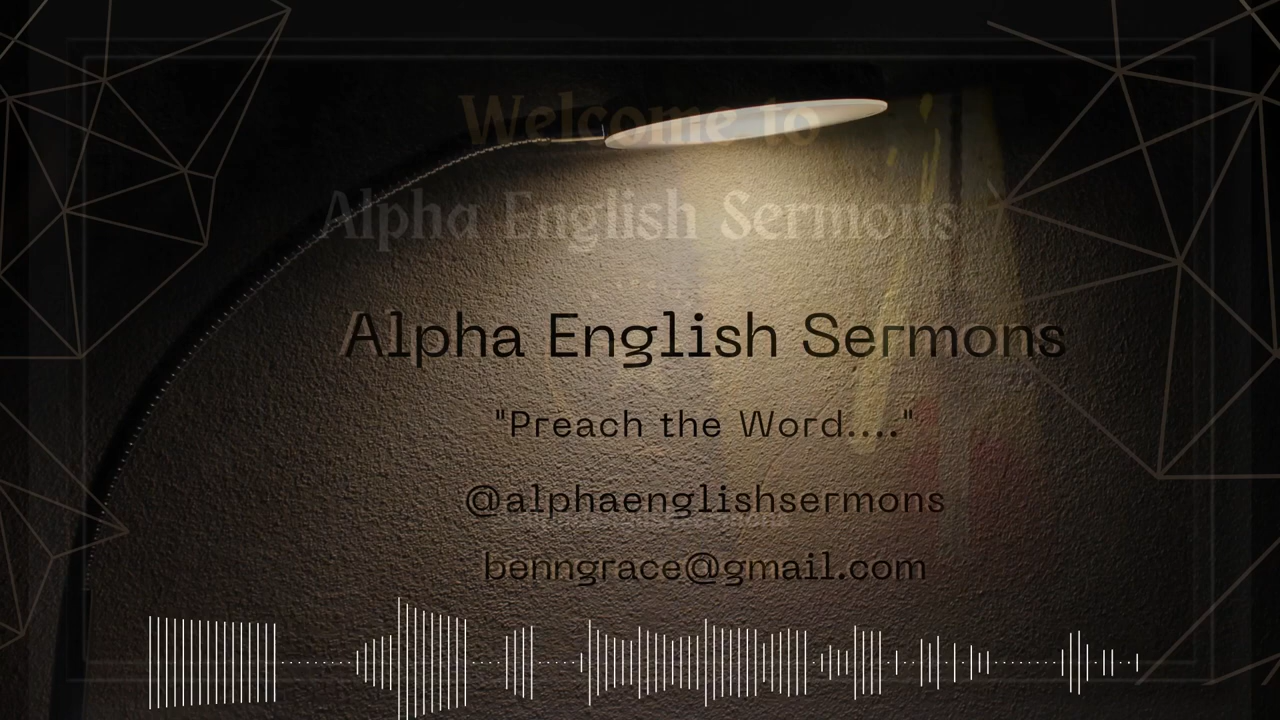 Welcome to
Alpha English Sermons
Alpha English Sermons
"Preach the Word...."
@alphaenglishsermons
benngrace@gmail.com